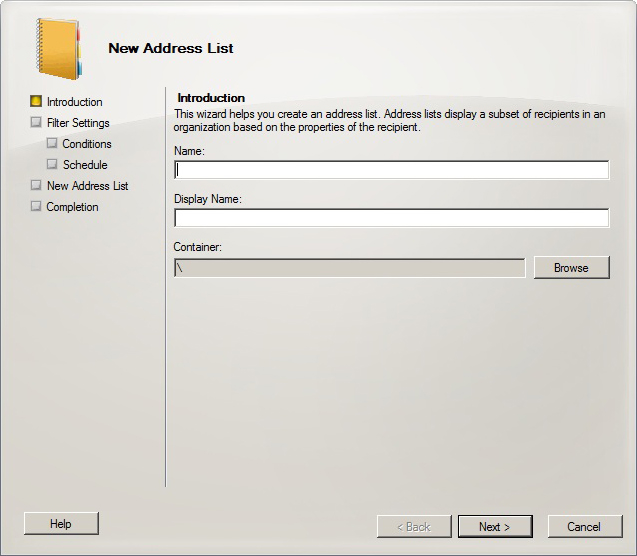 New Address List
Introduction
Filter Settings
Conditions
Schedule
New Address List
Completion
Introduction
This wizard helps you create an address list. Address lists display a subset of recipients in an
organization based on the properties of the recipient.
Name:
Display Name:
Container:
\
Browse
Help
< Back
Next >
Cancel